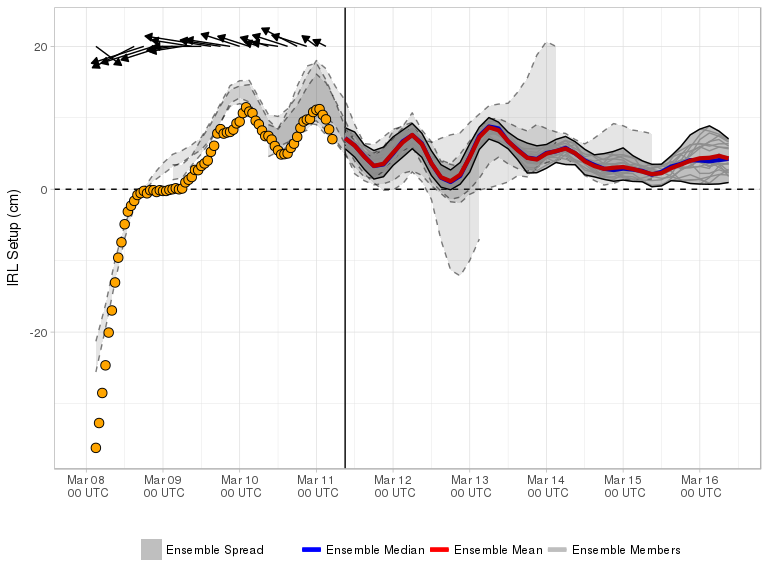 IRL Setup (cm)
20
0
-20
Mar 08 Mar 09 Mar 10 Mar 11 Mar 12 Mar 13 Mar 14 Mar 15 Mar 16
00 UTC 00 UTC 00 UTC 00 UTC 00 UTC 00 UTC 00 UTC 00 UTC 00 UTC
Ensemble Spread Ensemble Median Ensemble Mean Ensemble Members